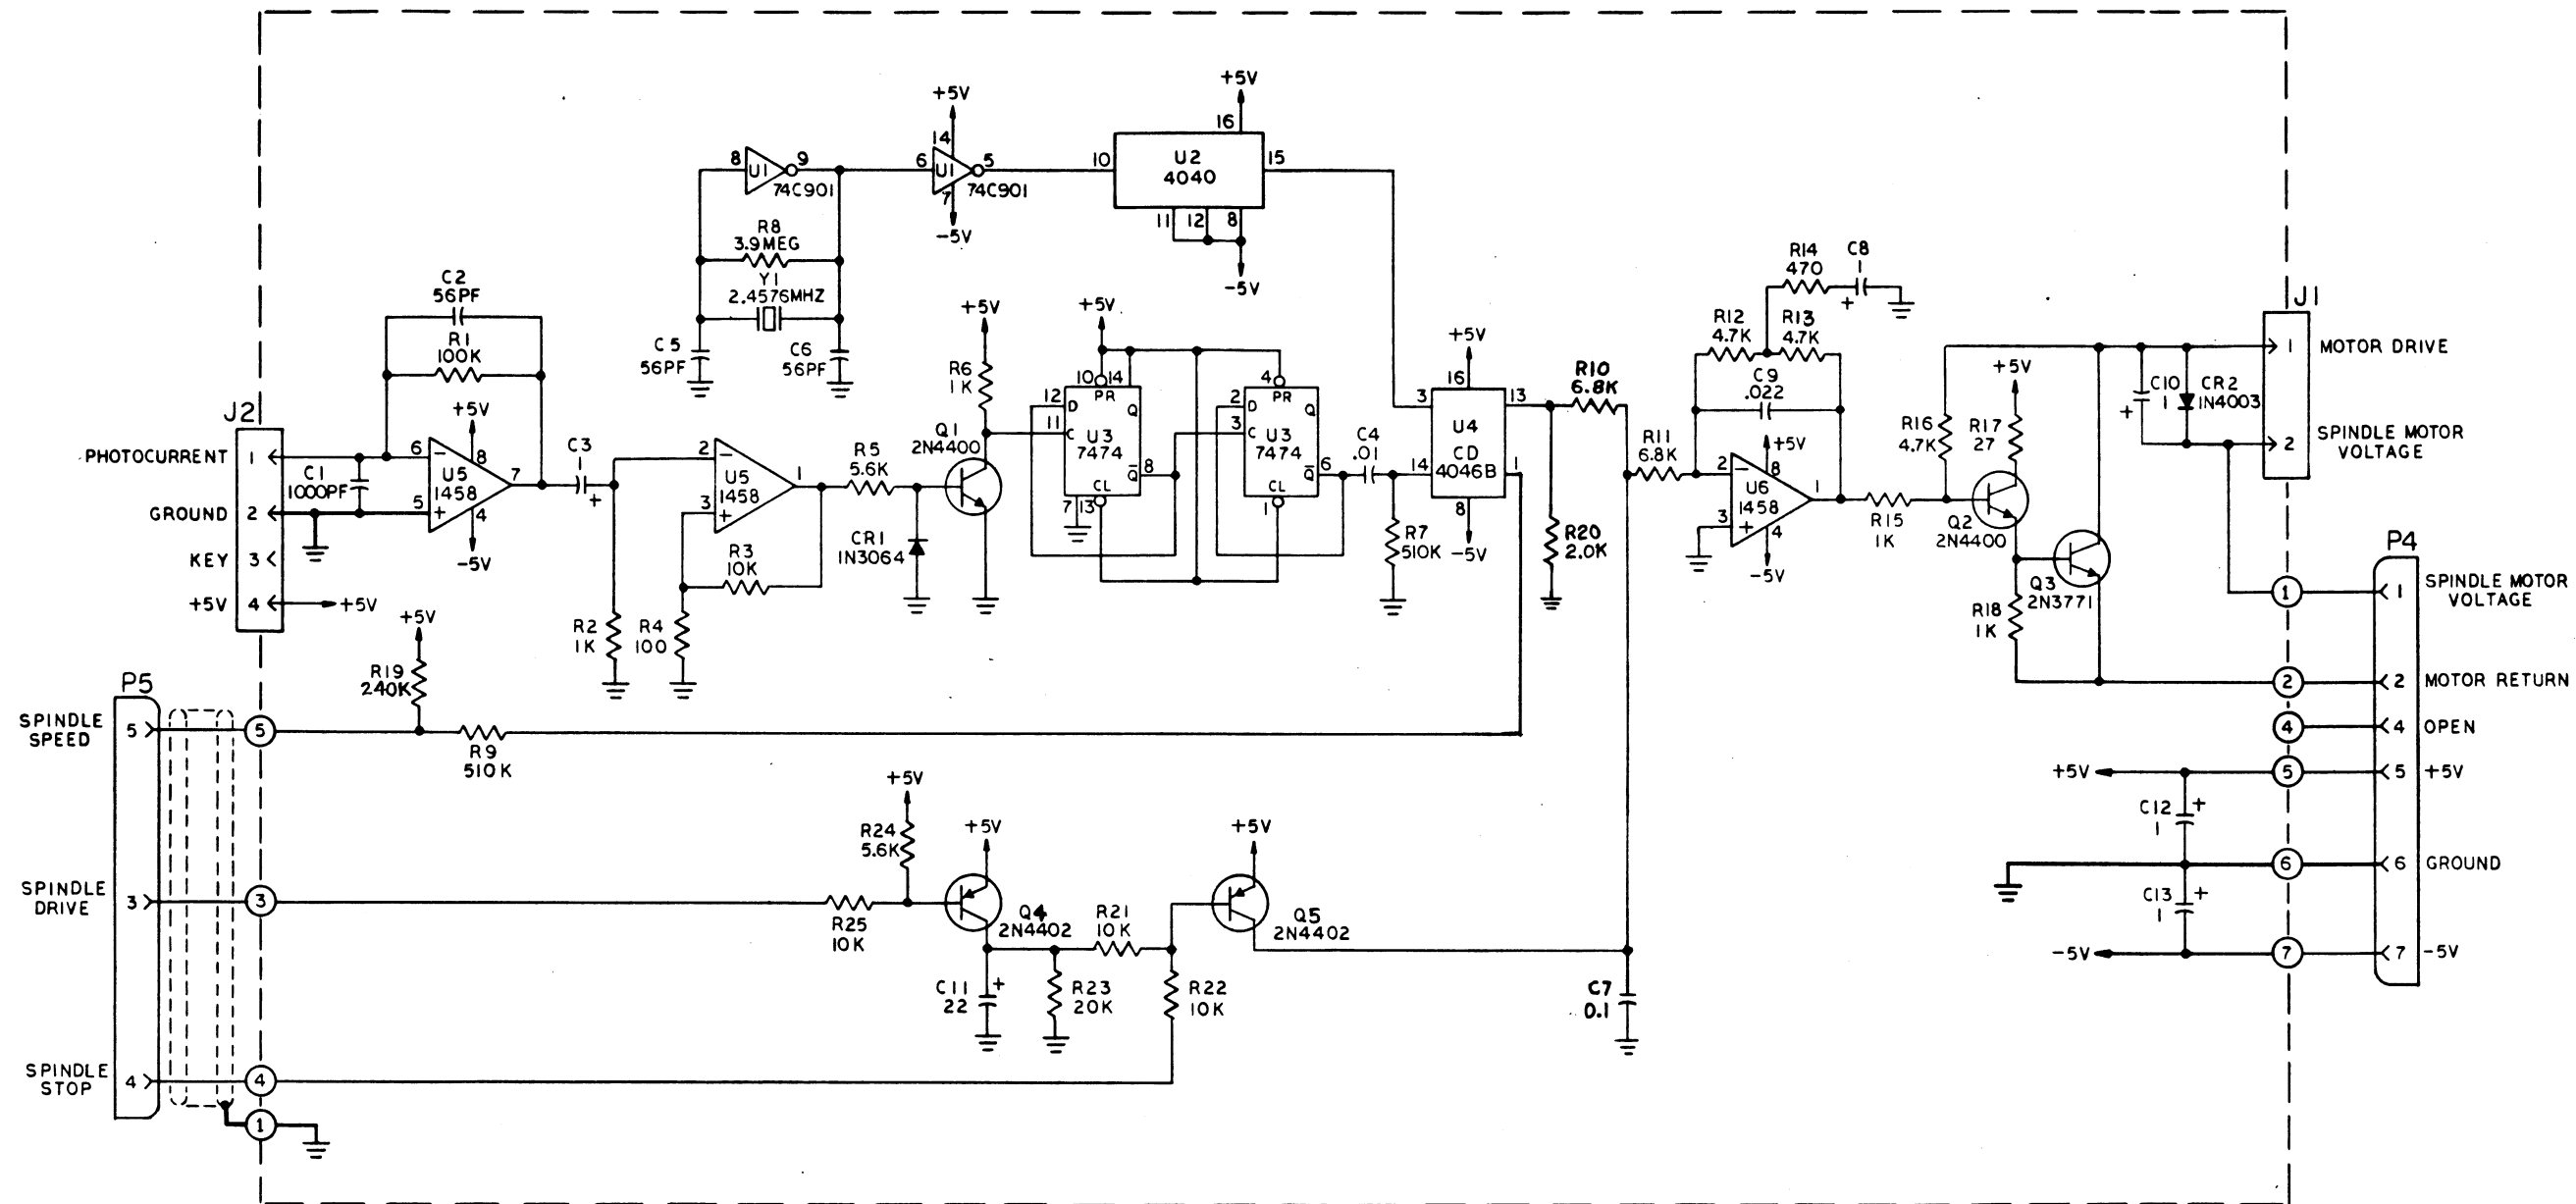 +5V
+5V
14
16
8
U1
9
74C901
6
U1
5
74C901
7
-5V
10
U2
4040
15
11
12
8
-5V
R8
3.9MEG
Y1
2.4576MHZ
C5
56PF
C6
56PF
C2
56PF
R1
100K
J2
PHOTOCURRENT
1
C1
1000PF
GROUND
2
KEY
3
+5V
4
+5V
+5V
6
-
8
U5
1458
7
5
+
4
-5V
C3
1
+
2
-
U5
1458
1
3
+
R3
10K
R2
1K
R4
100
R5
5.6K
CR1
1N3064
Q1
2N4400
+5V
R6
1K
+5V
10
14
PR
12
D
Q
11
C
U3
7474
Q
8
CL
7
13
4
PR
2
D
Q
3
C
U3
7474
Q
6
CL
1
C4
.01
R7
510K
+5V
16
3
13
U4
CD
4046B
14
1
8
-5V
R10
6.8K
R20
2.0K
R11
6.8K
R14
470
C8
1
+
R12
4.7K
R13
4.7K
C9
.022
+5V
2
-
8
U6
1458
1
3
+
4
-5V
R15
1K
R16
4.7K
+5V
R17
27
Q2
2N4400
Q3
2N3771
R18
1K
C10
1
+
CR2
1N4003
J1
1
MOTOR DRIVE
2
SPINDLE MOTOR
VOLTAGE
P4
1
1
SPINDLE MOTOR
VOLTAGE
2
2
MOTOR RETURN
4
4
OPEN
+5V
5
5
+5V
C12
1
+
6
6
GROUND
C13
1
+
-5V
7
7
-5V
+5V
R19
240K
P5
SPINDLE
SPEED
5
5
R9
510K
SPINDLE
DRIVE
3
3
+5V
R24
5.6K
R25
10K
+5V
Q4
2N4402
C11
22
+
R23
20K
R21
10K
R22
10K
+5V
Q5
2N4402
C7
0.1
SPINDLE
STOP
4
4
1